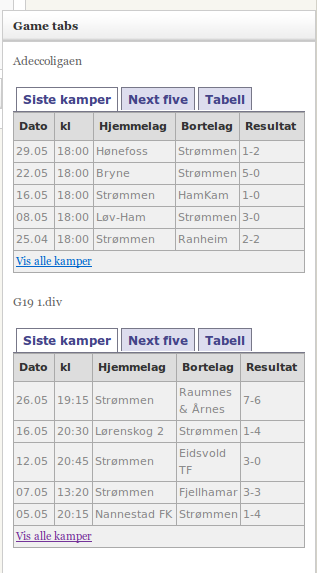 Game tabs
Adeccoligaen
Siste kamper Next five Tabell
Dato kl Hjemmelag Bortelag Resultat
29.05 18:00 Hønefoss Strømmen 1-2
22.05 18:00 Bryne Strømmen 5-0
16.05 18:00 Strømmen HamKam 1-0
08.05 18:00 Løv-Ham Strømmen 3-0
25.04 18:00 Strømmen Ranheim 2-2
Vis alle kamper
G19 1.div
Siste kamper Next five Tabell
Dato kl Hjemmelag Bortelag Resultat
26.05 19:15 Strømmen Raumnes & Årnes 7-6
16.05 20:30 Lørenskog 2 Strømmen 1-4
12.05 20:45 Strømmen Eidsvold TF 3-0
07.05 13:20 Strømmen Fjellhamar 3-3
05.05 20:15 Nannestad FK Strømmen 1-4
Vis alle kamper